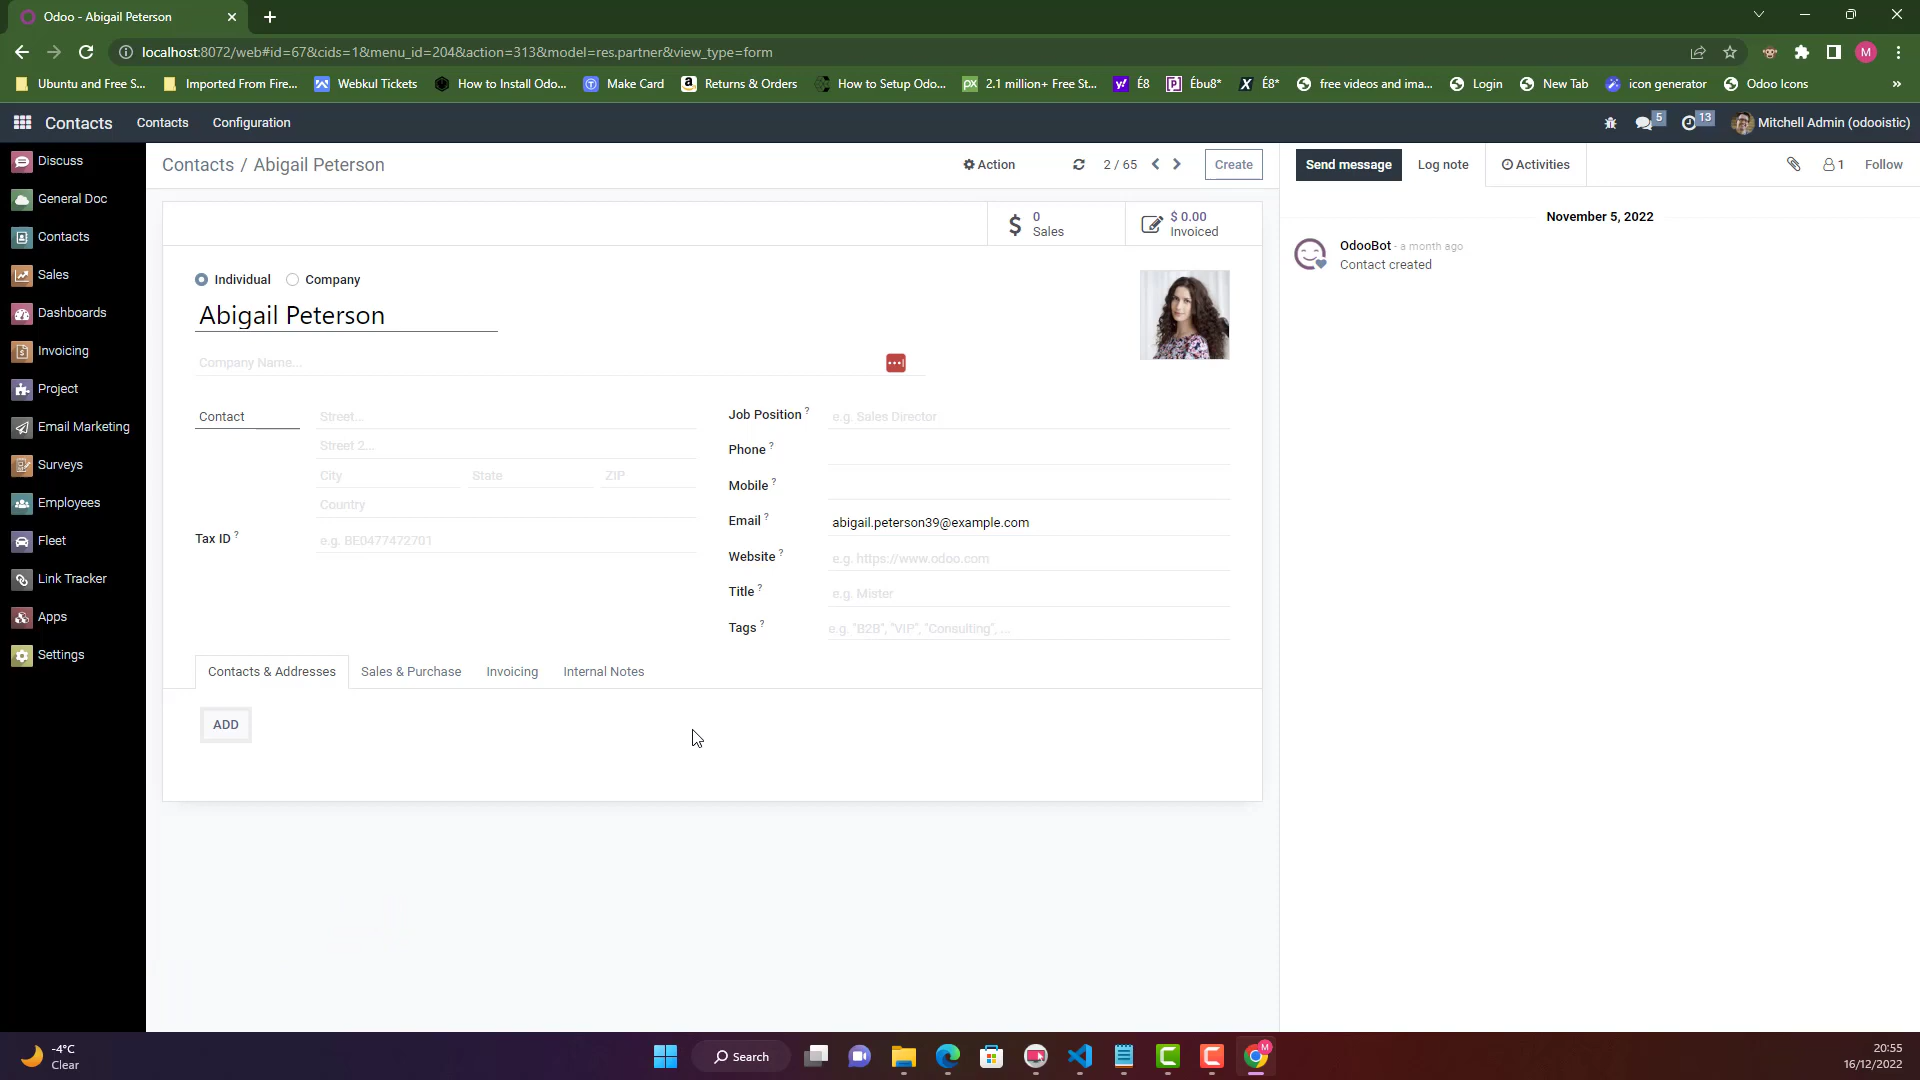 Odoo - Abigail Peterson
localhost:8072/web#id=67&cids=1&menu_id=204&action=313&model=res.partner&view_type=form
M
Ubuntu and Free S...
Imported From Fire...
Webkul Tickets
How to Install Odoo...
Make Card
Returns & Orders
How to Setup Odo...
2.1 million+ Free St...
É8
Ébu8*
É8*
free videos and ima...
Login
New Tab
icon generator
Odoo Icons
»
Contacts
Contacts
Configuration
5
13
Mitchell Admin (odooistic)
Discuss
General Doc
Contacts
Sales
Dashboards
Invoicing
Project
Email Marketing
Surveys
Employees
Fleet
Link Tracker
Apps
Settings
Contacts / Abigail Peterson
Action
2 / 65
Create
0
Sales
$ 0.00
Invoiced
Individual
Company
Abigail Peterson
Company Name...
Contact
Street...
Street 2...
City
State
ZIP
Country
Tax ID ?
e.g. BE0477472701
Job Position ?
e.g. Sales Director
Phone ?
Mobile ?
Email ?
abigail.peterson39@example.com
Website ?
e.g. https://www.odoo.com
Title ?
e.g. Mister
Tags ?
e.g. "B2B", "VIP", "Consulting", ...
Contacts & Addresses
Sales & Purchase
Invoicing
Internal Notes
ADD
Send message
Log note
Activities
1
Follow
November 5, 2022
OdooBot - a month ago
Contact created
-4°C
Clear
Search
M
20:55
16/12/2022